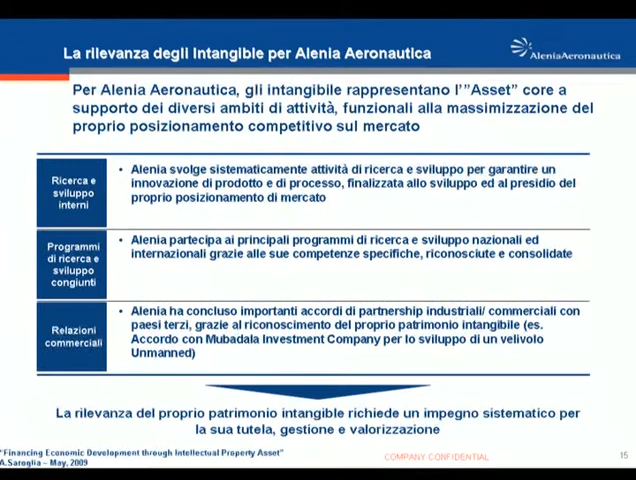 La rilevanza degli Intangible per Alenia Aeronautica
AleniaAeronautica
Per Alenia Aeronautica, gli intangibile rappresentano l'"Asset" core a
supporto dei diversi ambiti di attività, funzionali alla massimizzazione del
proprio posizionamento competitivo sul mercato
Ricerca e
sviluppo
interni
• Alenia svolge sistematicamente attività di ricerca e sviluppo per garantire un
innovazione di prodotto e di processo, finalizzata allo sviluppo ed al presidio del
proprio posizionamento di mercato
Programmi
di ricerca e
sviluppo
congiunti
• Alenia partecipa ai principali programmi di ricerca e sviluppo nazionali ed
internazionali grazie alle sue competenze specifiche, riconosciute e consolidate
Relazioni
commerciali
• Alenia ha concluso importanti accordi di partnership industriali/ commerciali con
paesi terzi, grazie al riconoscimento del proprio patrimonio intangibile (es.
Accordo con Mubadala Investment Company per lo sviluppo di un velivolo
Unmanned)
La rilevanza del proprio patrimonio intangibile richiede un impegno sistematico per
la sua tutela, gestione e valorizzazione
"Financing Economic Development through Intellectual Property Asset"
A.Saroglia – May, 2009
COMPANY CONFIDENTIAL
15